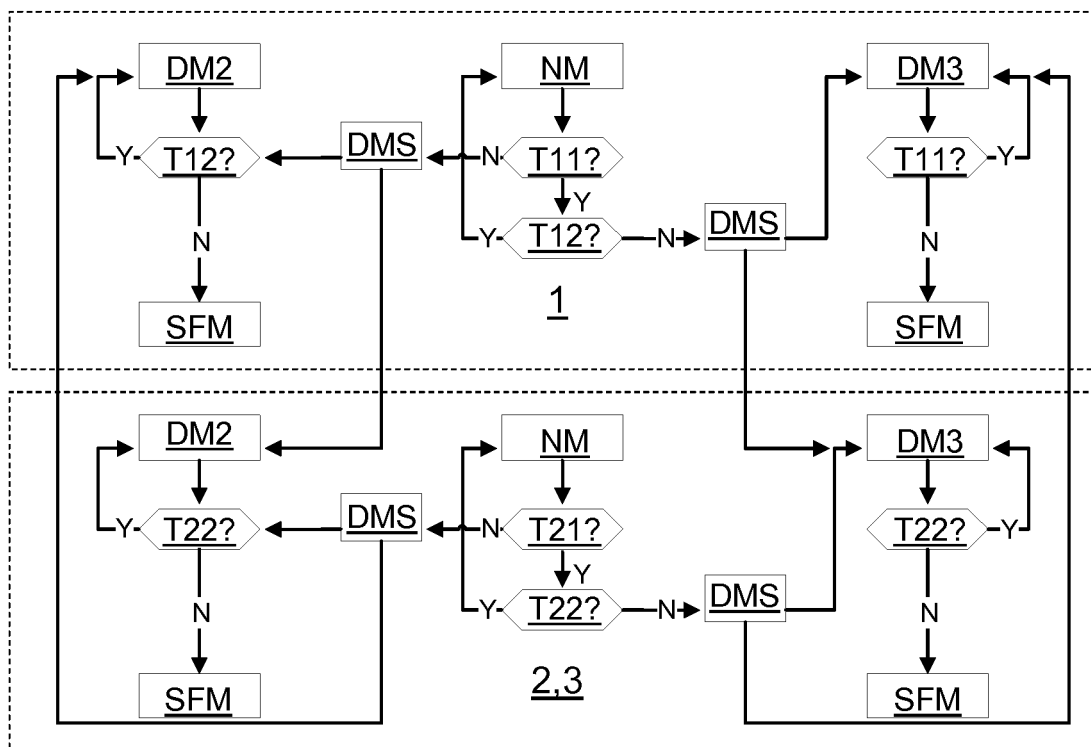 DM2 NM DM3
T12? Y DMS N T11? T11? Y
Y
N Y T12? N DMS N
1
SFM SFM
DM2 NM DM3
Y T22? DMS N T21? T22? Y
Y
N Y T22? N DMS N
2,3
SFM SFM